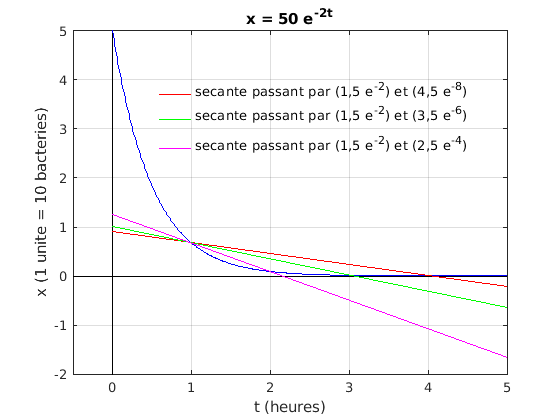 x = 50 e^-2t
5
4
3
2
1
0
-1
-2
x (1 unite = 10 bacteries)
secante passant par (1,5 e^-2) et (4,5 e^-8)
secante passant par (1,5 e^-2) et (3,5 e^-6)
secante passant par (1,5 e^-2) et (2,5 e^-4)
0 1 2 3 4 5
t (heures)